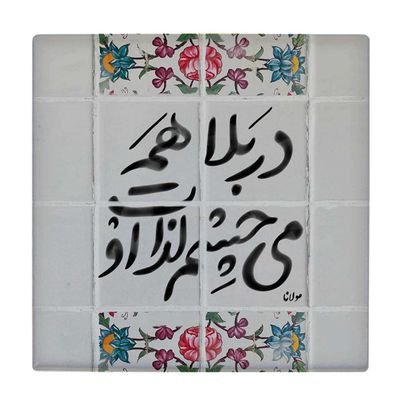 در بلا هم
می چشم لذات او
مولانا